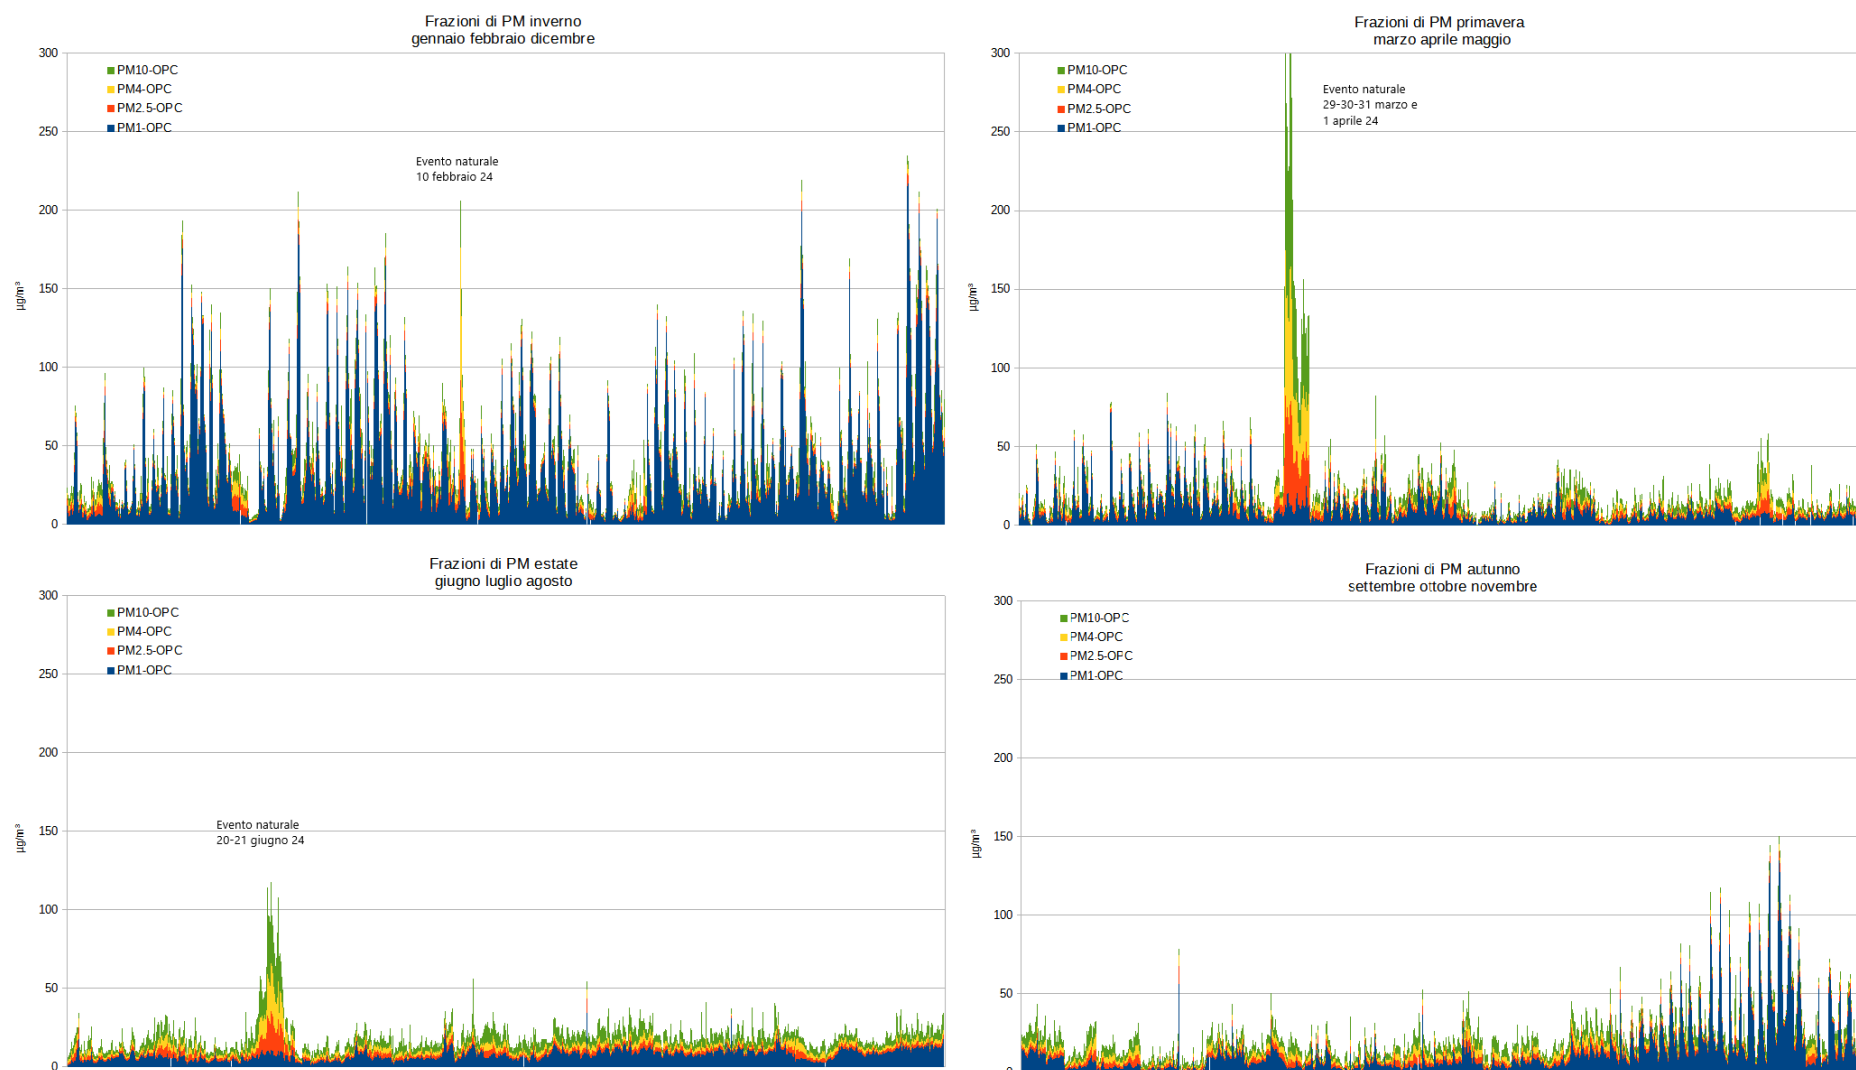 Frazioni di PM inverno
gennaio febbraio dicembre
300
250
200
150
100
50
0
µg/m³
PM10-OPC
PM4-OPC
PM2.5-OPC
PM1-OPC
Evento naturale
10 febbraio 24
Frazioni di PM primavera
marzo aprile maggio
300
250
200
150
100
50
0
µg/m³
PM10-OPC
PM4-OPC
PM2.5-OPC
PM1-OPC
Evento naturale
29-30-31 marzo e
1 aprile 24
Frazioni di PM estate
giugno luglio agosto
300
250
200
150
100
50
0
µg/m³
PM10-OPC
PM4-OPC
PM2.5-OPC
PM1-OPC
Evento naturale
20-21 giugno 24
Frazioni di PM autunno
settembre ottobre novembre
300
250
200
150
100
50
0
µg/m³
PM10-OPC
PM4-OPC
PM2.5-OPC
PM1-OPC